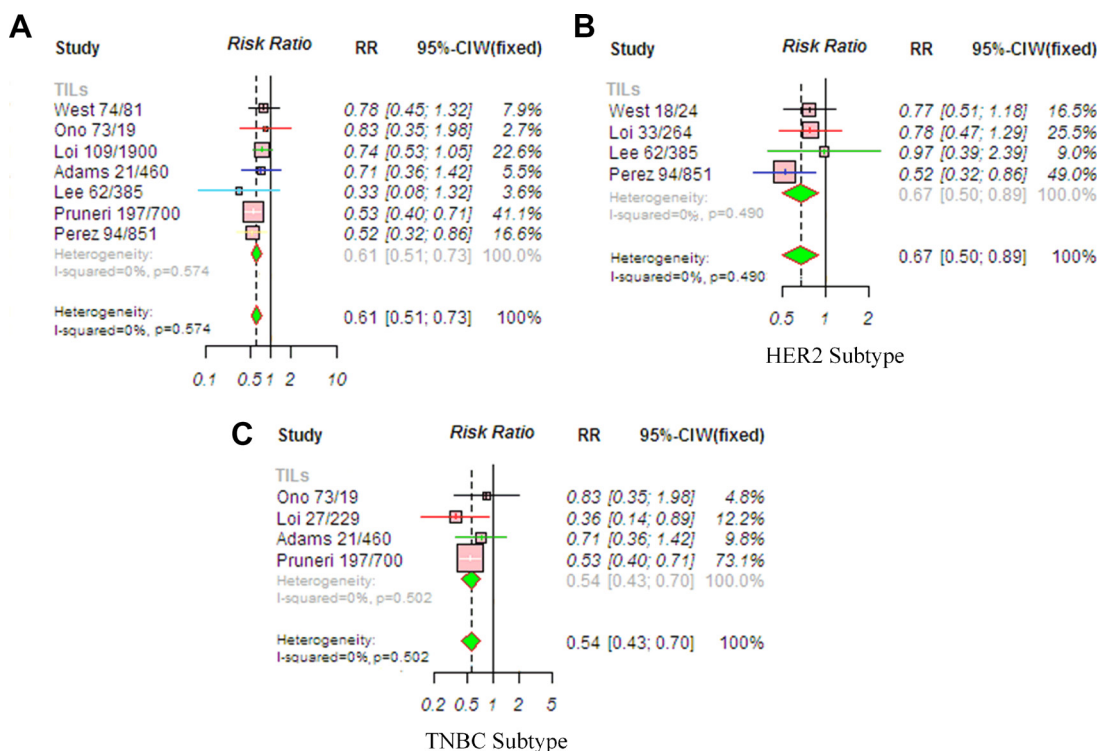 A
Study Risk Ratio RR 95%-CIW(fixed)
TILs
West 74/81 0.78 [0.45; 1.32] 7.9%
Ono 73/19 0.83 [0.35; 1.98] 2.7%
Loi 109/1900 0.74 [0.53; 1.05] 22.6%
Adams 21/460 0.71 [0.36; 1.42] 5.5%
Lee 62/385 0.33 [0.08; 1.32] 3.6%
Pruneri 197/700 0.53 [0.40; 0.71] 41.1%
Perez 94/851 0.52 [0.32; 0.86] 16.6%
Heterogeneity: 0.61 [0.51; 0.73] 100.0%
I-squared=0%, p=0.574
Heterogeneity:
I-squared=0%, p=0.574 0.61 [0.51; 0.73] 100%
0.1 0.5 1 2 10
B
Study Risk Ratio RR 95%-CIW(fixed)
TILs
West 18/24 0.77 [0.51; 1.18] 16.5%
Loi 33/264 0.78 [0.47; 1.29] 25.5%
Lee 62/385 0.97 [0.39; 2.39] 9.0%
Perez 94/851 0.52 [0.32; 0.86] 49.0%
Heterogeneity: 0.67 [0.50; 0.89] 100.0%
I-squared=0%, p=0.490
Heterogeneity: 0.67 [0.50; 0.89] 100%
I-squared=0%, p=0.490
0.5 1 2
HER2 Subtype
C
Study Risk Ratio RR 95%-CIW(fixed)
TILs
Ono 73/19 0.83 [0.35; 1.98] 4.8%
Loi 27/229 0.36 [0.14; 0.89] 12.2%
Adams 21/460 0.71 [0.36; 1.42] 9.8%
Pruneri 197/700 0.53 [0.40; 0.71] 73.1%
Heterogeneity: 0.54 [0.43; 0.70] 100.0%
I-squared=0%, p=0.502
Heterogeneity: 0.54 [0.43; 0.70] 100%
I-squared=0%, p=0.502
0.2 0.5 1 2 5
TNBC Subtype